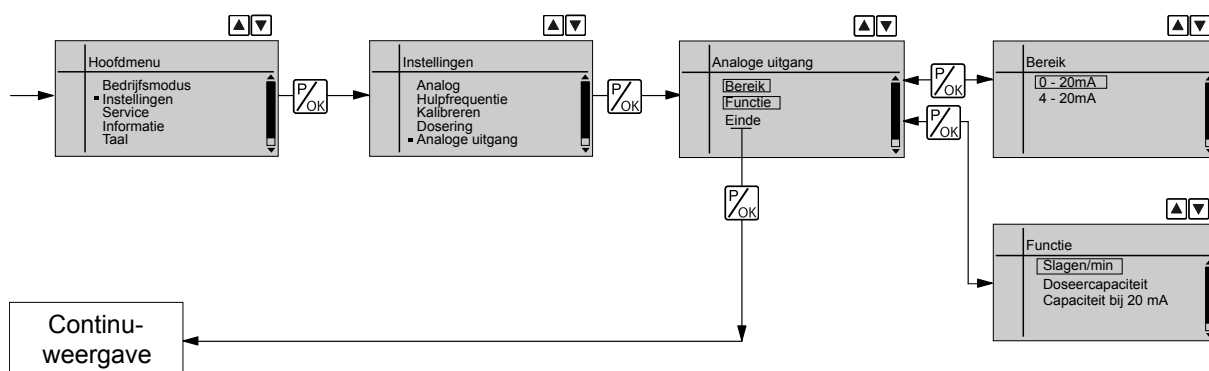 Hoofdmenu
Bedrijfsmodus
Instellingen
Service
Informatie
Taal
P/OK
Instellingen
Analog
Hulpfrequentie
Kalibreren
Dosering
Analoge uitgang
P/OK
Analoge uitgang
Bereik
Functie
Einde
P/OK
P/OK
Bereik
0 - 20mA
4 - 20mA
P/OK
Functie
Slagen/min
Doseercapaciteit
Capaciteit bij 20 mA
Continu-
weergave